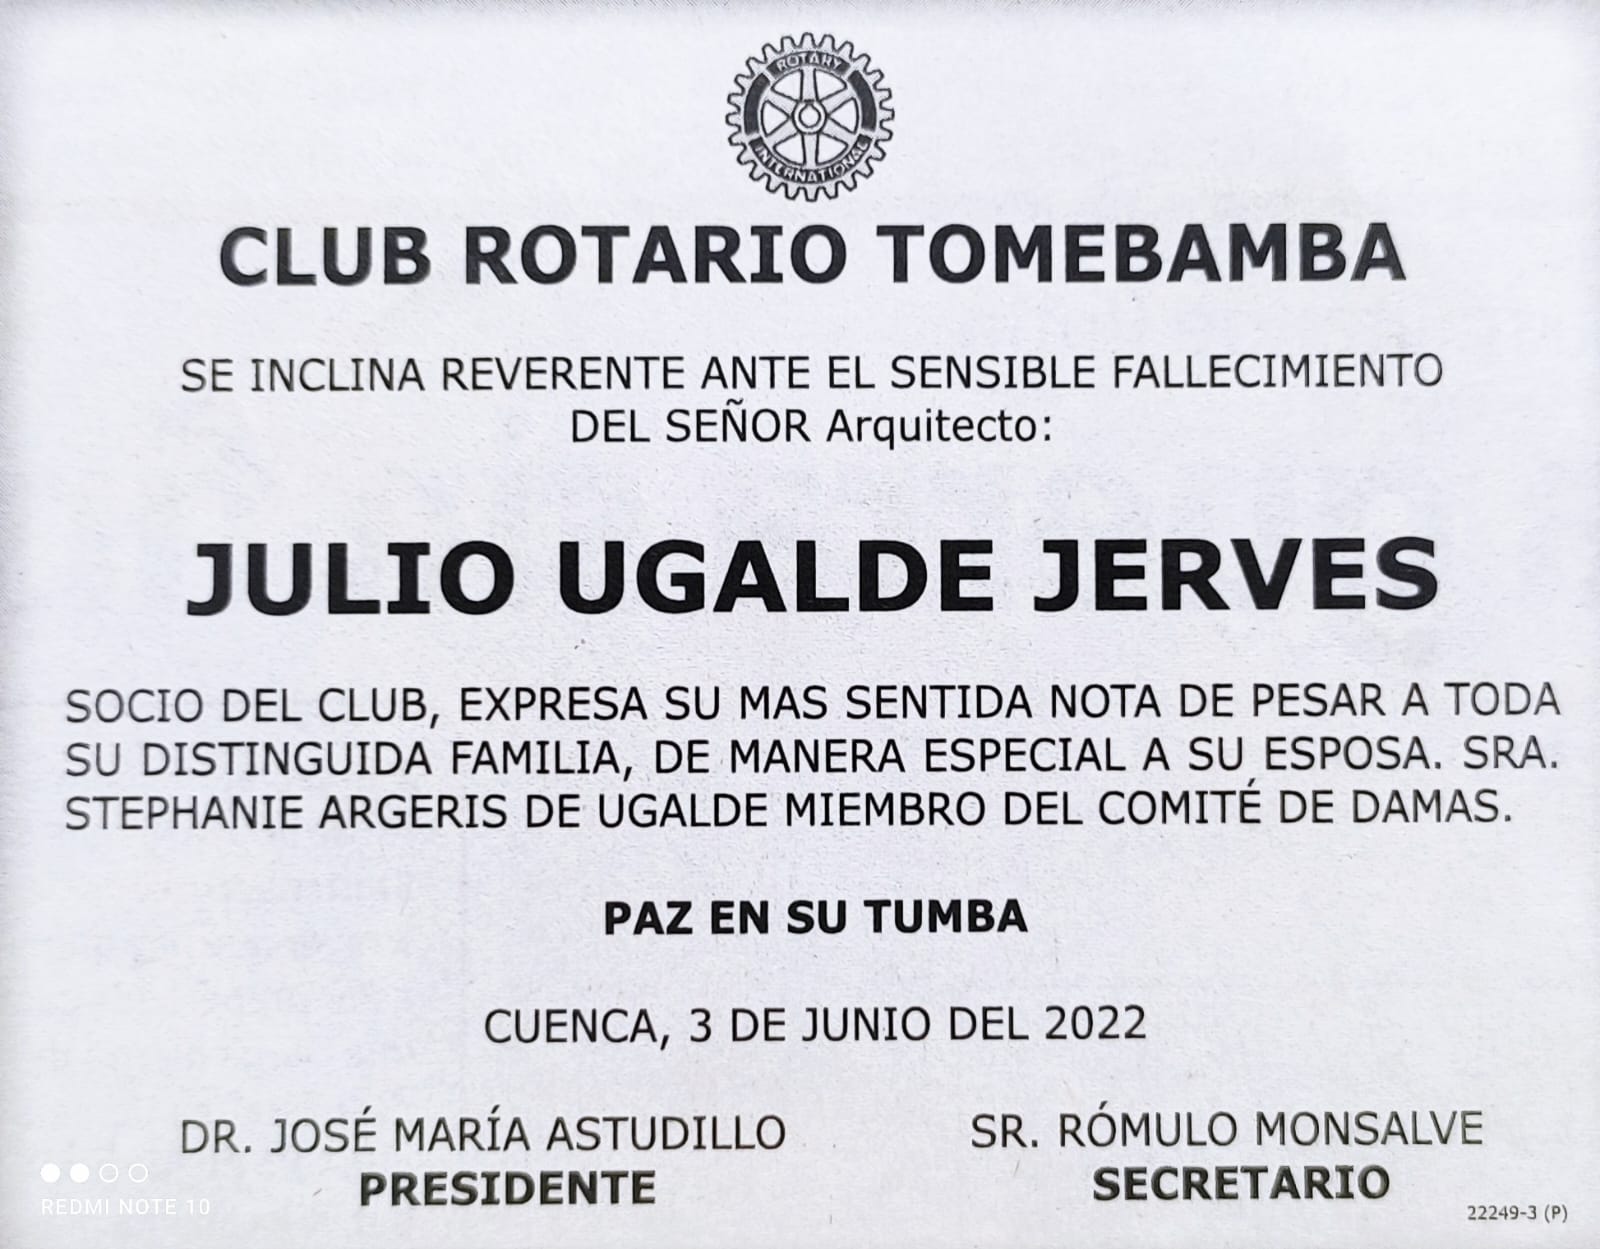 ROTARY
INTERNATIONAL
CLUB ROTARIO TOMEBAMBA
SE INCLINA REVERENTE ANTE EL SENSIBLE FALLECIMIENTO
DEL SEÑOR Arquitecto:
JULIO UGALDE JERVES
SOCIO DEL CLUB, EXPRESA SU MAS SENTIDA NOTA DE PESAR A TODA
SU DISTINGUIDA FAMILIA, DE MANERA ESPECIAL A SU ESPOSA. SRA.
STEPHANIE ARGERIS DE UGALDE MIEMBRO DEL COMITÉ DE DAMAS.
PAZ EN SU TUMBA
CUENCA, 3 DE JUNIO DEL 2022
DR. JOSÉ MARÍA ASTUDILLO
PRESIDENTE
SR. RÓMULO MONSALVE
SECRETARIO
REDMI NOTE 10
22249-3 (P)